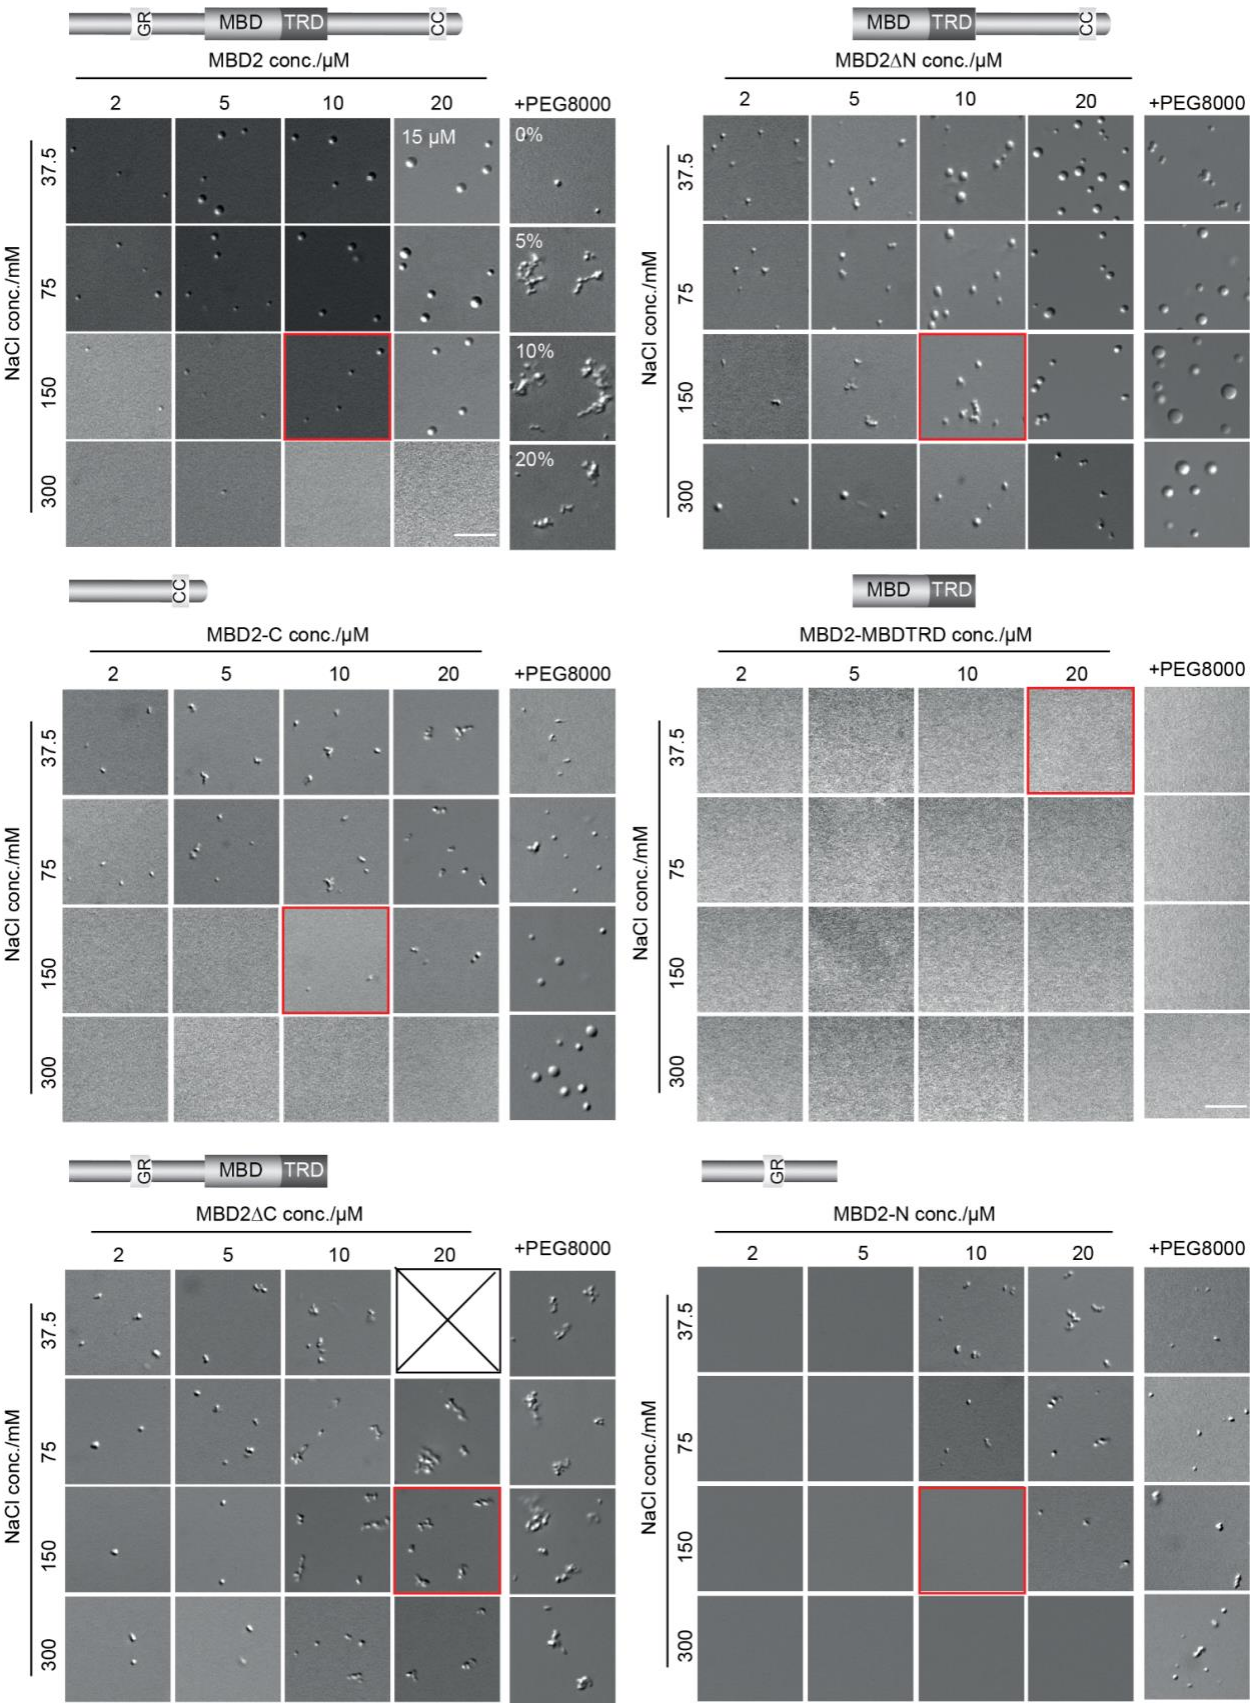 GR MBD TRD CC
MBD2 conc./µM
2 5 10 20 +PEG8000
NaCl conc./mM
37.5 15 µM 0%
75 5%
150 10%
300 20%
MBD TRD CC
MBD2ΔN conc./µM
2 5 10 20 +PEG8000
NaCl conc./mM
37.5
75
150
300
CC
MBD2-C conc./µM
2 5 10 20 +PEG8000
NaCl conc./mM
37.5
75
150
300
MBD TRD
MBD2-MBDTRD conc./µM
2 5 10 20 +PEG8000
NaCl conc./mM
37.5
75
150
300
GR MBD TRD
MBD2ΔC conc./µM
2 5 10 20 +PEG8000
NaCl conc./mM
37.5
75
150
300
GR
MBD2-N conc./µM
2 5 10 20 +PEG8000
NaCl conc./mM
37.5
75
150
300